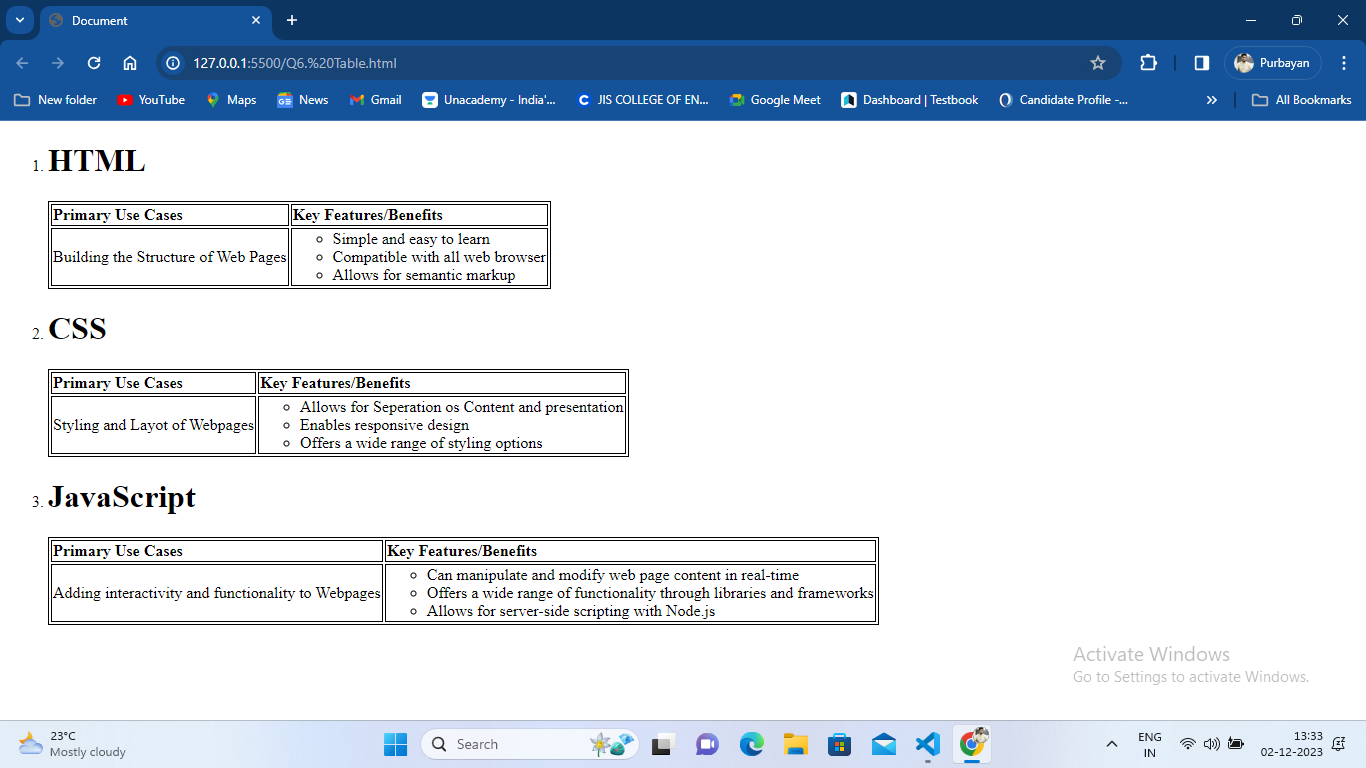 Document
127.0.0.1:5500/Q6.%20Table.html
Purbayan
New folder YouTube Maps News Gmail Unacademy - India'... JIS COLLEGE OF EN... Google Meet Dashboard | Testbook Candidate Profile -... » All Bookmarks
1. HTML
Primary Use Cases Key Features/Benefits
Building the Structure of Web Pages
Simple and easy to learn
Compatible with all web browser
Allows for semantic markup
2. CSS
Primary Use Cases Key Features/Benefits
Styling and Layot of Webpages
Allows for Seperation os Content and presentation
Enables responsive design
Offers a wide range of styling options
3. JavaScript
Primary Use Cases Key Features/Benefits
Adding interactivity and functionality to Webpages
Can manipulate and modify web page content in real-time
Offers a wide range of functionality through libraries and frameworks
Allows for server-side scripting with Node.js
Activate Windows
Go to Settings to activate Windows.
23°C
Mostly cloudy
Search
ENG
IN
13:33
02-12-2023